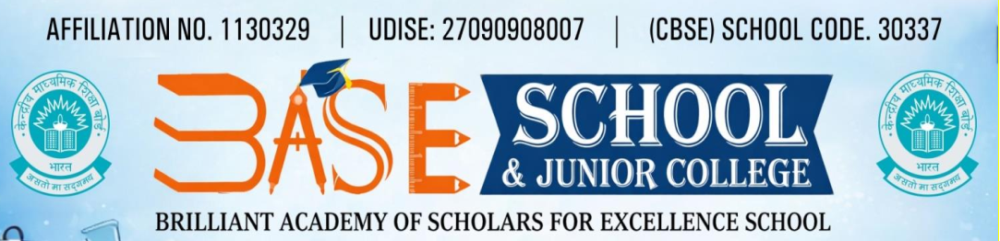 AFFILIATION NO. 1130329 | UDISE: 27090908007 | (CBSE) SCHOOL CODE. 30337
केन्द्रीय माध्यमिक शिक्षा बोर्ड
भारत
असतो मा सद्गमय
BASE
SCHOOL
& JUNIOR COLLEGE
केन्द्रीय माध्यमिक शिक्षा बोर्ड
भारत
असतो मा सद्गमय
BRILLIANT ACADEMY OF SCHOLARS FOR EXCELLENCE SCHOOL